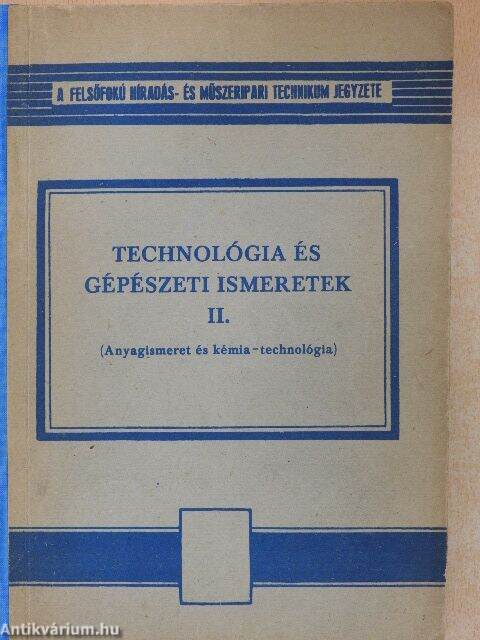 A FELSŐFOKÚ HÍRADÁS- ÉS MŰSZERIPARI TECHNIKUM JEGYZETE
TECHNOLÓGIA ÉS
GÉPÉSZETI ISMERETEK
II.
(Anyagismeret és kémia-technológia)
Antikvárium.hu